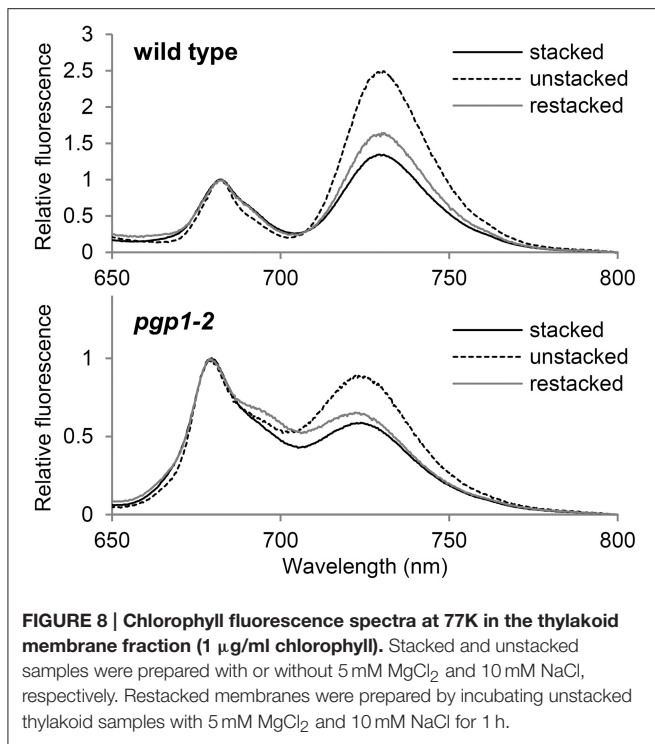 wild type
stacked
unstacked
restacked
Relative fluorescence
3
2.5
2
1.5
1
0.5
0
650
700
750
800
pgp1-2
stacked
unstacked
restacked
Relative fluorescence
1
0.5
0
650
700
750
800
Wavelength (nm)
FIGURE 8 | Chlorophyll fluorescence spectra at 77K in the thylakoid
membrane fraction (1 μg/ml chlorophyll). Stacked and unstacked
samples were prepared with or without 5 mM MgCl2 and 10 mM NaCl,
respectively. Restacked membranes were prepared by incubating unstacked
thylakoid samples with 5 mM MgCl2 and 10 mM NaCl for 1 h.